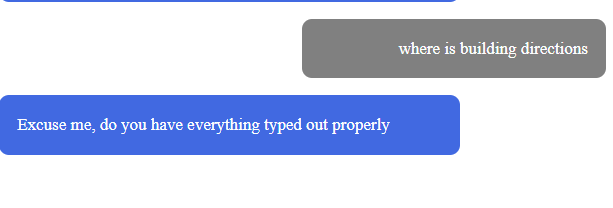 where is building directions
Excuse me, do you have everything typed out properly